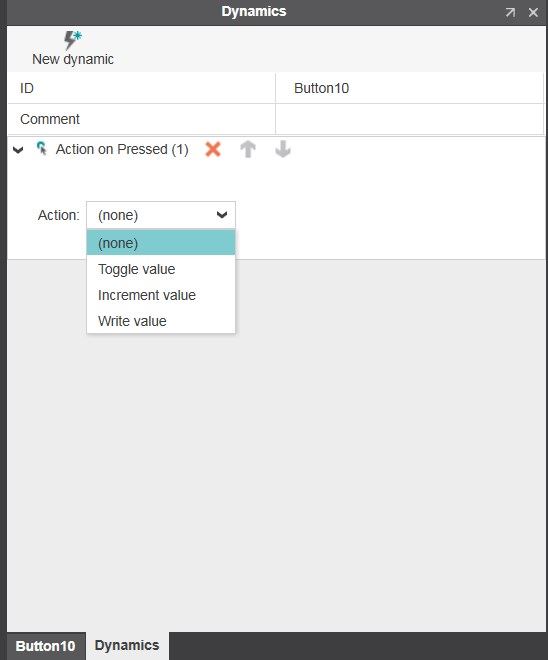 Dynamics
New dynamic
ID Button10
Comment
Action on Pressed (1)
Action: (none)
(none)
Toggle value
Increment value
Write value
Button10 Dynamics